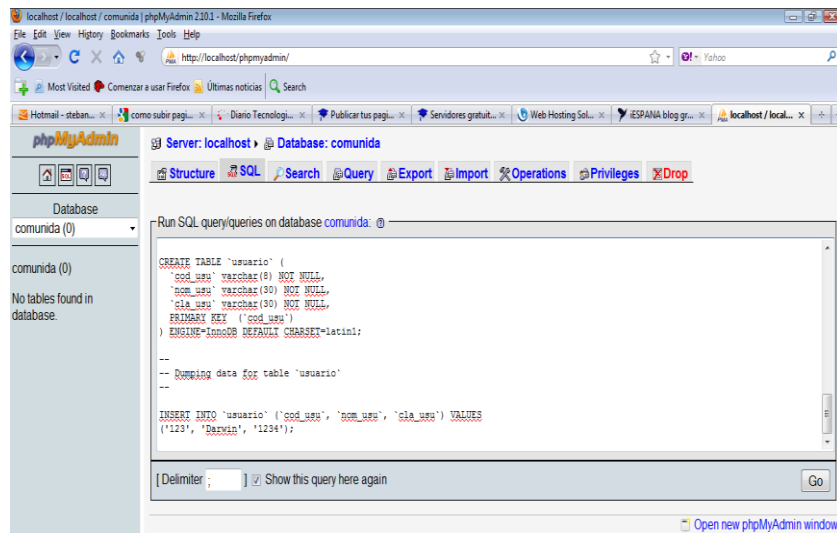 localhost / localhost / comunida | phpMyAdmin 2.10.1 - Mozilla Firefox
File Edit View History Bookmarks Tools Help
http://localhost/phpmyadmin/
Yahoo
Most Visited Comenzar a usar Firefox Últimas noticias Search
Hotmail - steban... como subir pagi... Diario Tecnologi... Publicar tus pagi... Servidores gratuit... Web Hosting Sol... iESPANA blog gr... localhost / local...
phpMyAdmin
Server: localhost Database: comunida
Structure SQL Search Query Export Import Operations Privileges Drop
Database
comunida (0)
comunida (0)
No tables found in
database.
Run SQL query/queries on database comunida:
CREATE TABLE `usuario` (
`cod_usu` varchar(8) NOT NULL,
`nom_usu` varchar(30) NOT NULL,
`cla_usu` varchar(30) NOT NULL,
PRIMARY KEY (`cod_usu`)
) ENGINE=InnoDB DEFAULT CHARSET=latin1;
--
-- Dumping data for table `usuario`
--
INSERT INTO `usuario` (`cod_usu`, `nom_usu`, `cla_usu`) VALUES
('123', 'Darwin', '1234');
[ Delimiter ; ] Show this query here again
Go
Open new phpMyAdmin window